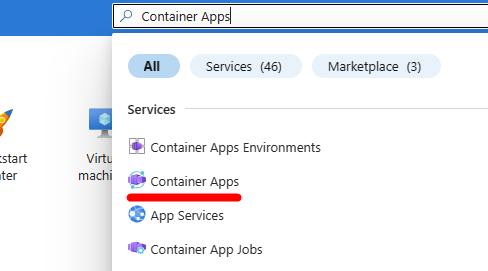 Container Apps
All
Services (46)
Marketplace (3)
Services
Container Apps Environments
Container Apps
App Services
Container App Jobs
kstart
Virtu
nter
machi